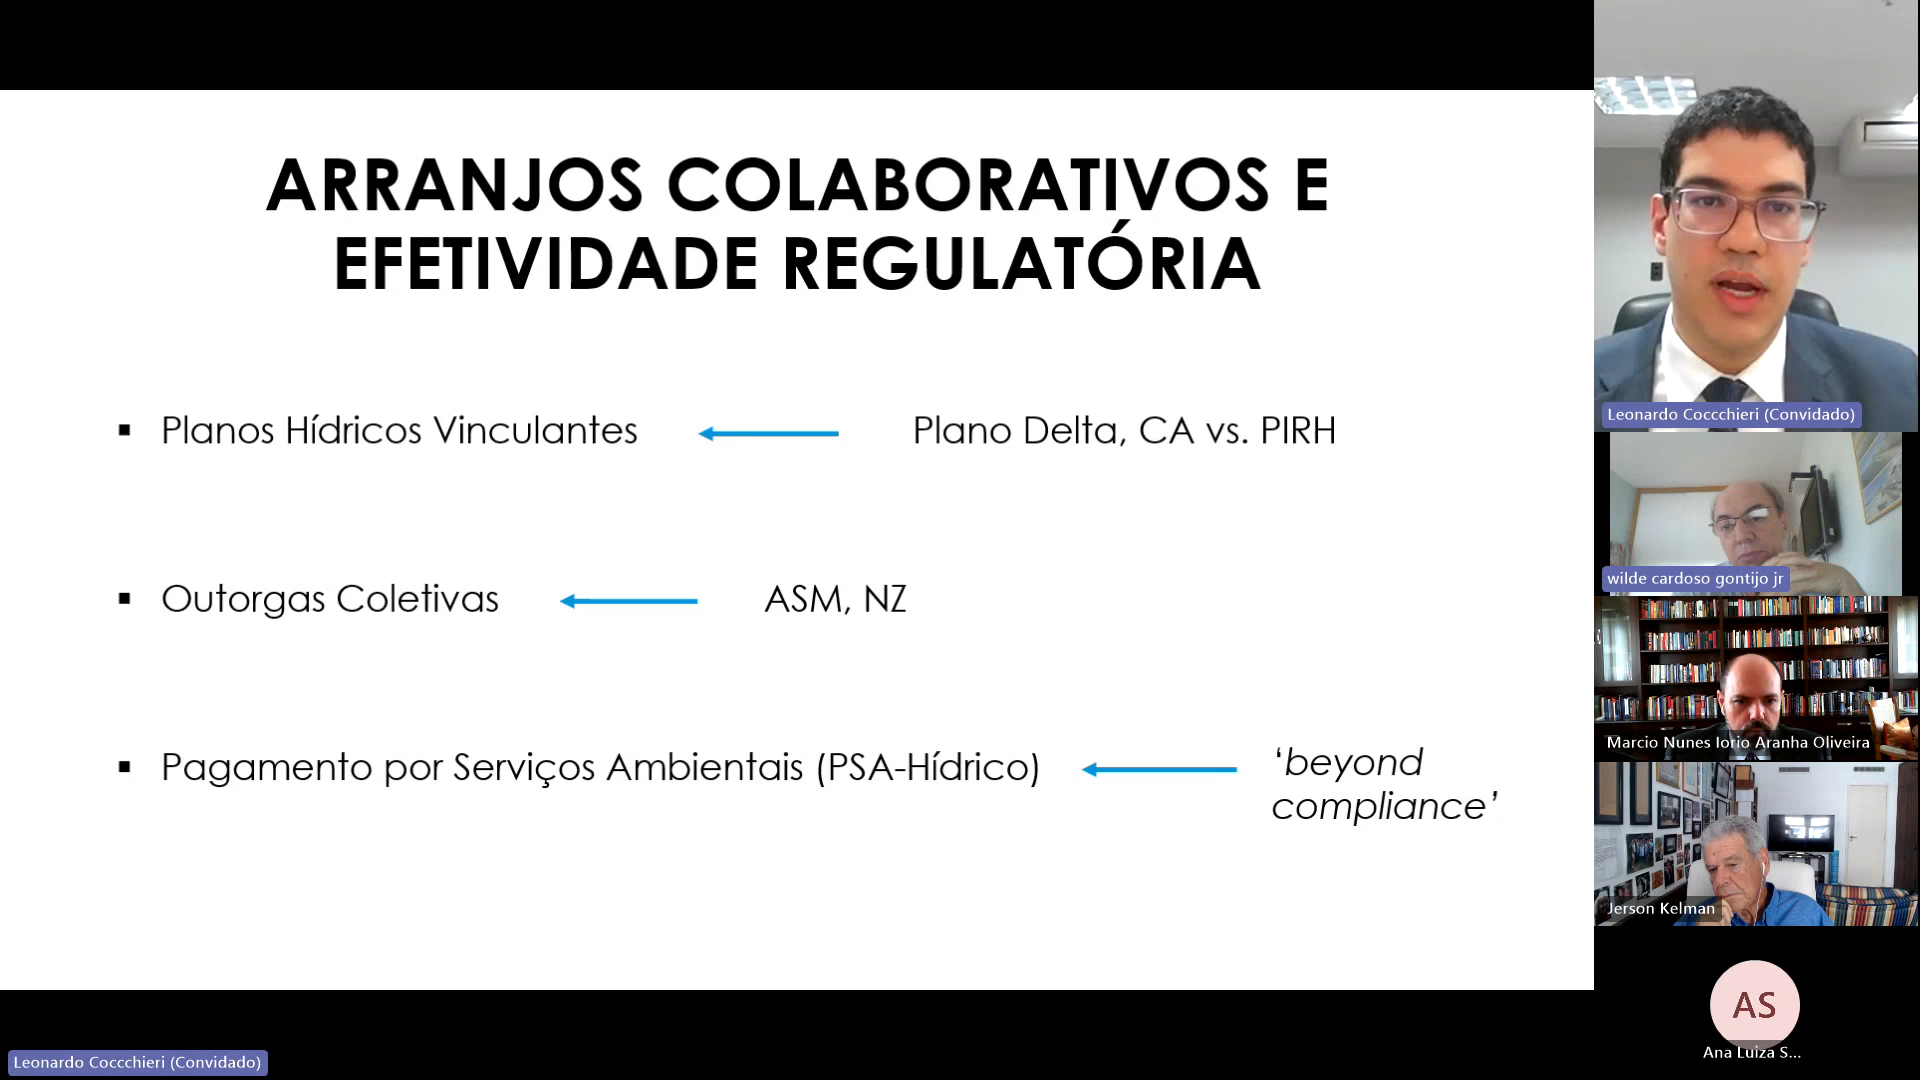 ARRANJOS COLABORATIVOS E
EFETIVIDADE REGULATÓRIA
▪ Planos Hídricos Vinculantes
Plano Delta, CA vs. PIRH
▪ Outorgas Coletivas
ASM, NZ
▪ Pagamento por Serviços Ambientais (PSA-Hídrico)
‘beyond
compliance’
Leonardo Coccchieri (Convidado)
wilde cardoso gontijo jr
Marcio Nunes Iorio Aranha Oliveira
Jerson Kelman
AS
Ana Luiza S...
Leonardo Coccchieri (Convidado)